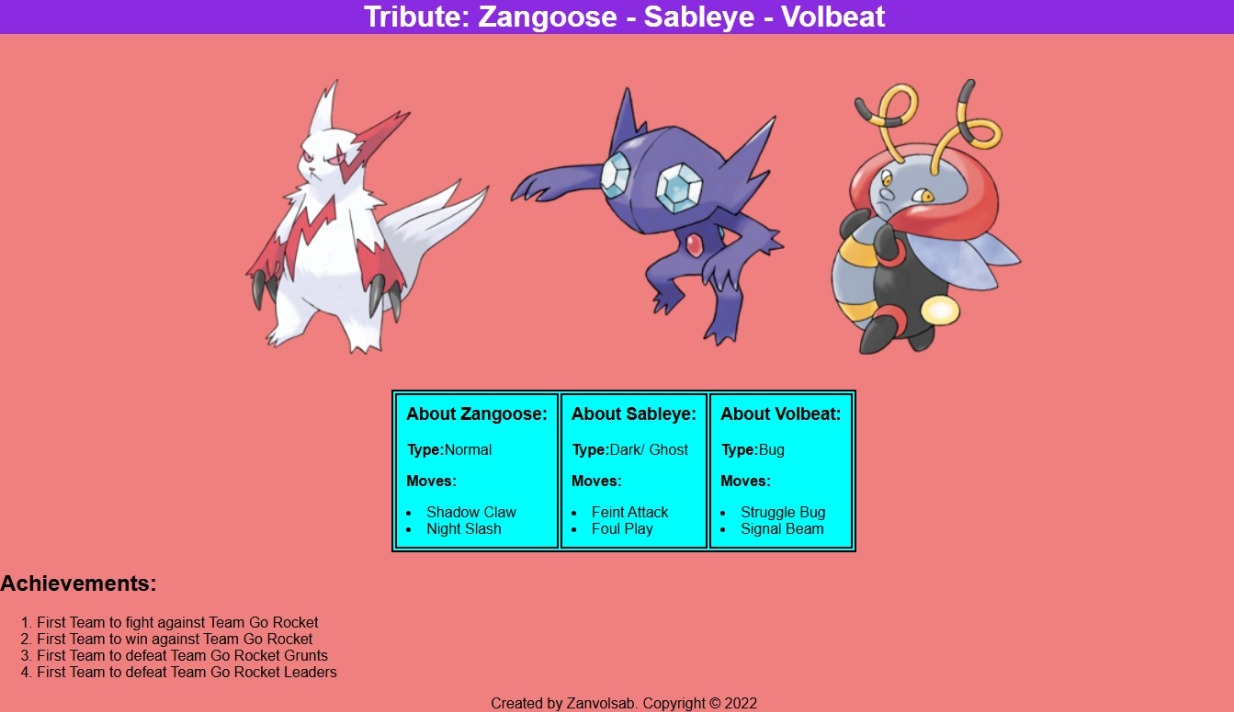 Tribute: Zangoose - Sableye - Volbeat
About Zangoose:
Type:Normal
Moves:
• Shadow Claw
• Night Slash
About Sableye:
Type:Dark/ Ghost
Moves:
• Feint Attack
• Foul Play
About Volbeat:
Type:Bug
Moves:
• Struggle Bug
• Signal Beam
Achievements:
1. First Team to fight against Team Go Rocket
2. First Team to win against Team Go Rocket
3. First Team to defeat Team Go Rocket Grunts
4. First Team to defeat Team Go Rocket Leaders
Created by Zanvolsab. Copyright © 2022